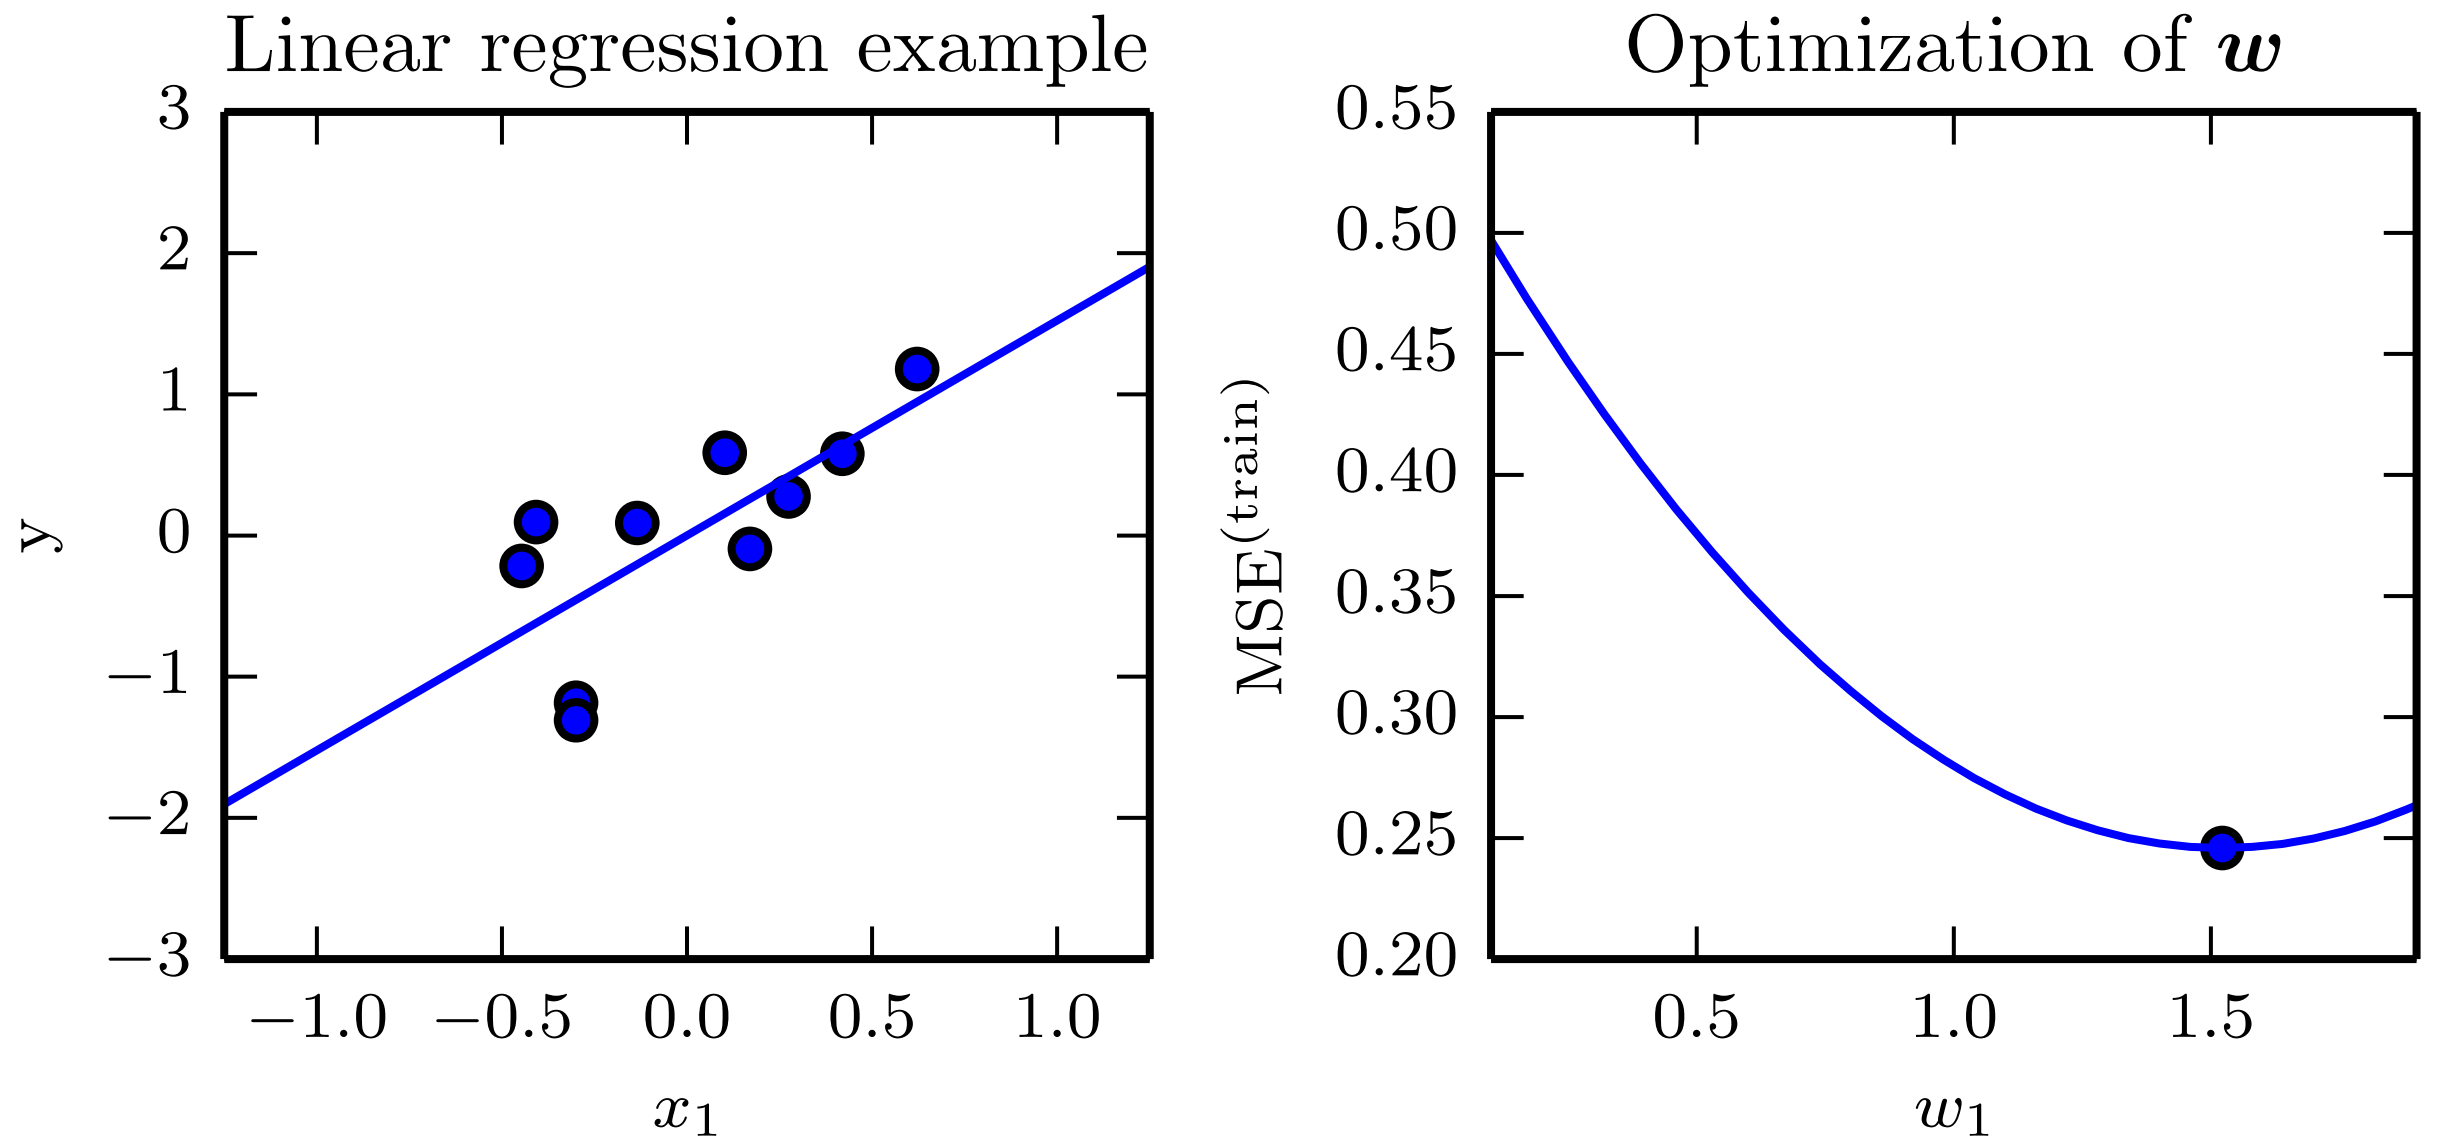 Linear regression example
3
2
1
0
−1
−2
−3
y
−1.0 −0.5 0.0 0.5 1.0
x₁
Optimization of w
0.55
0.50
0.45
0.40
0.35
0.30
0.25
0.20
MSE(train)
0.5 1.0 1.5
w₁